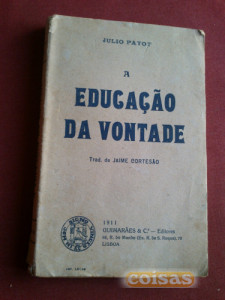 JULIO PAYOT
A
EDUCAÇÃO
DA VONTADE
Trad. de JAIME CORTESÃO
1911
GUIMARÃES & C.ª — Editores
LISBOA
coisas